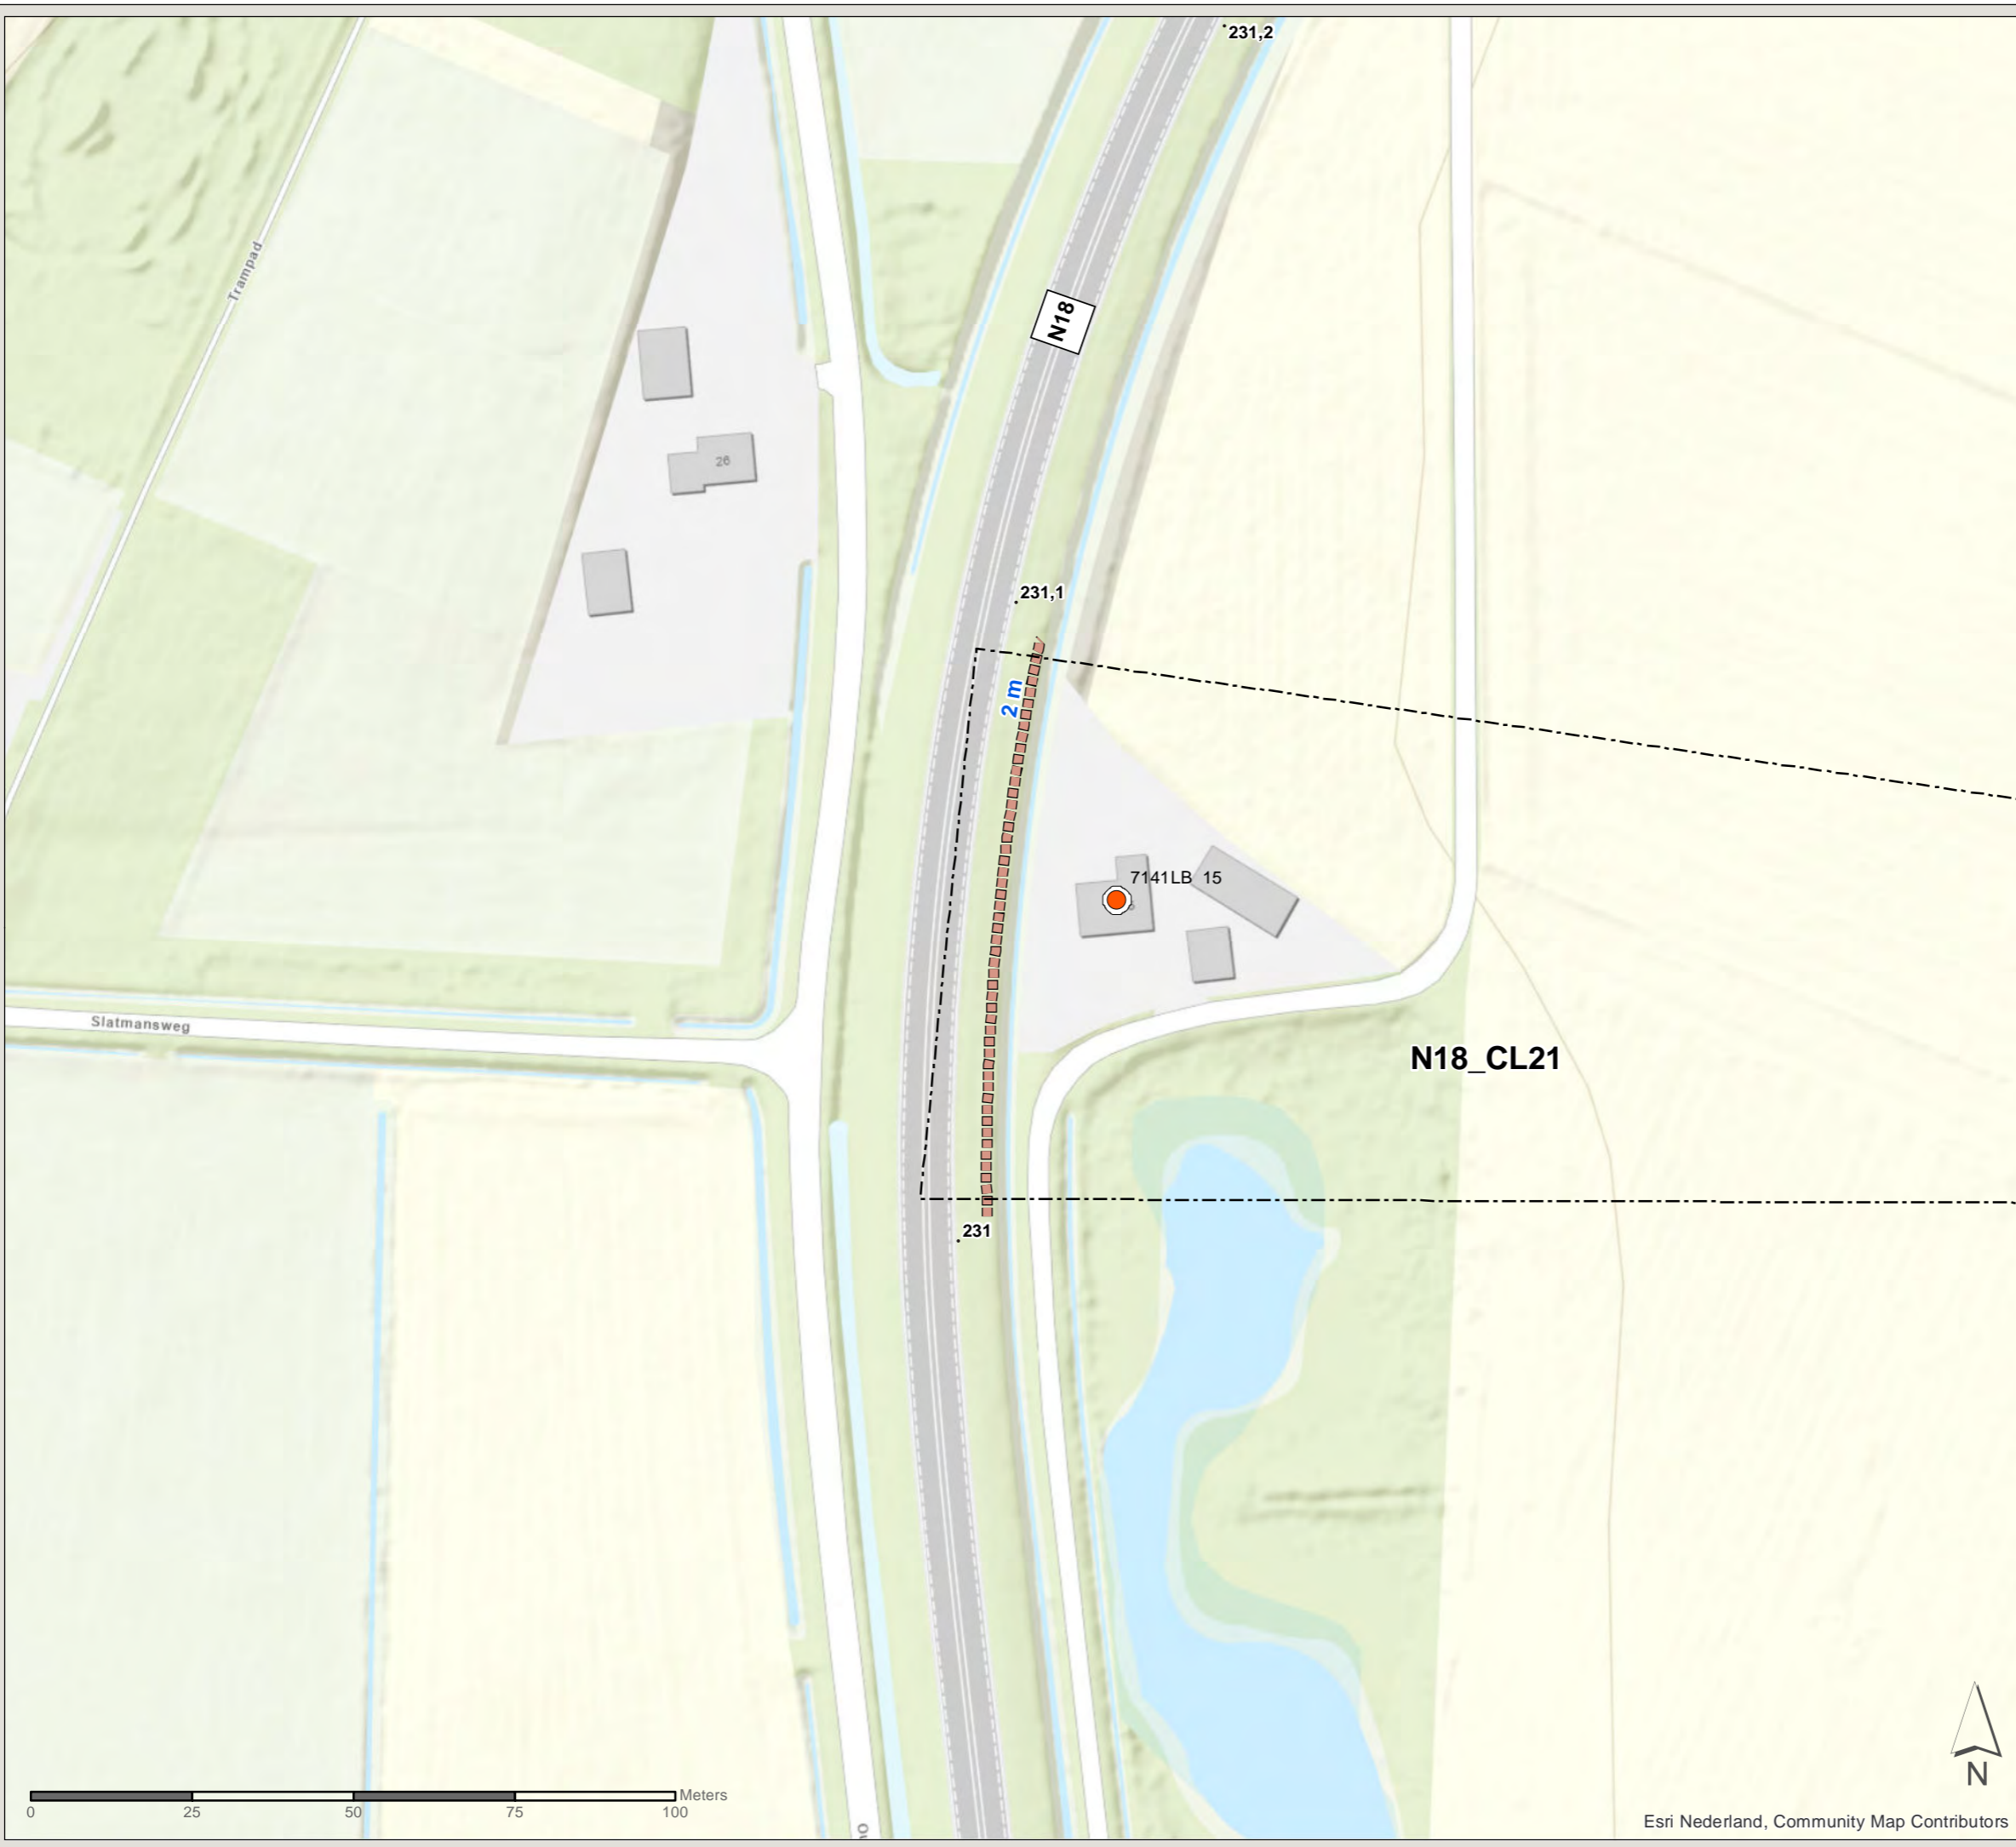 231,2
Trampad
N18
26
231,1
2 m
7141LB 15
Slatmansweg
N18_CL21
231
Meters
0 25 50 75 100
N
Esri Nederland, Community Map Contributors